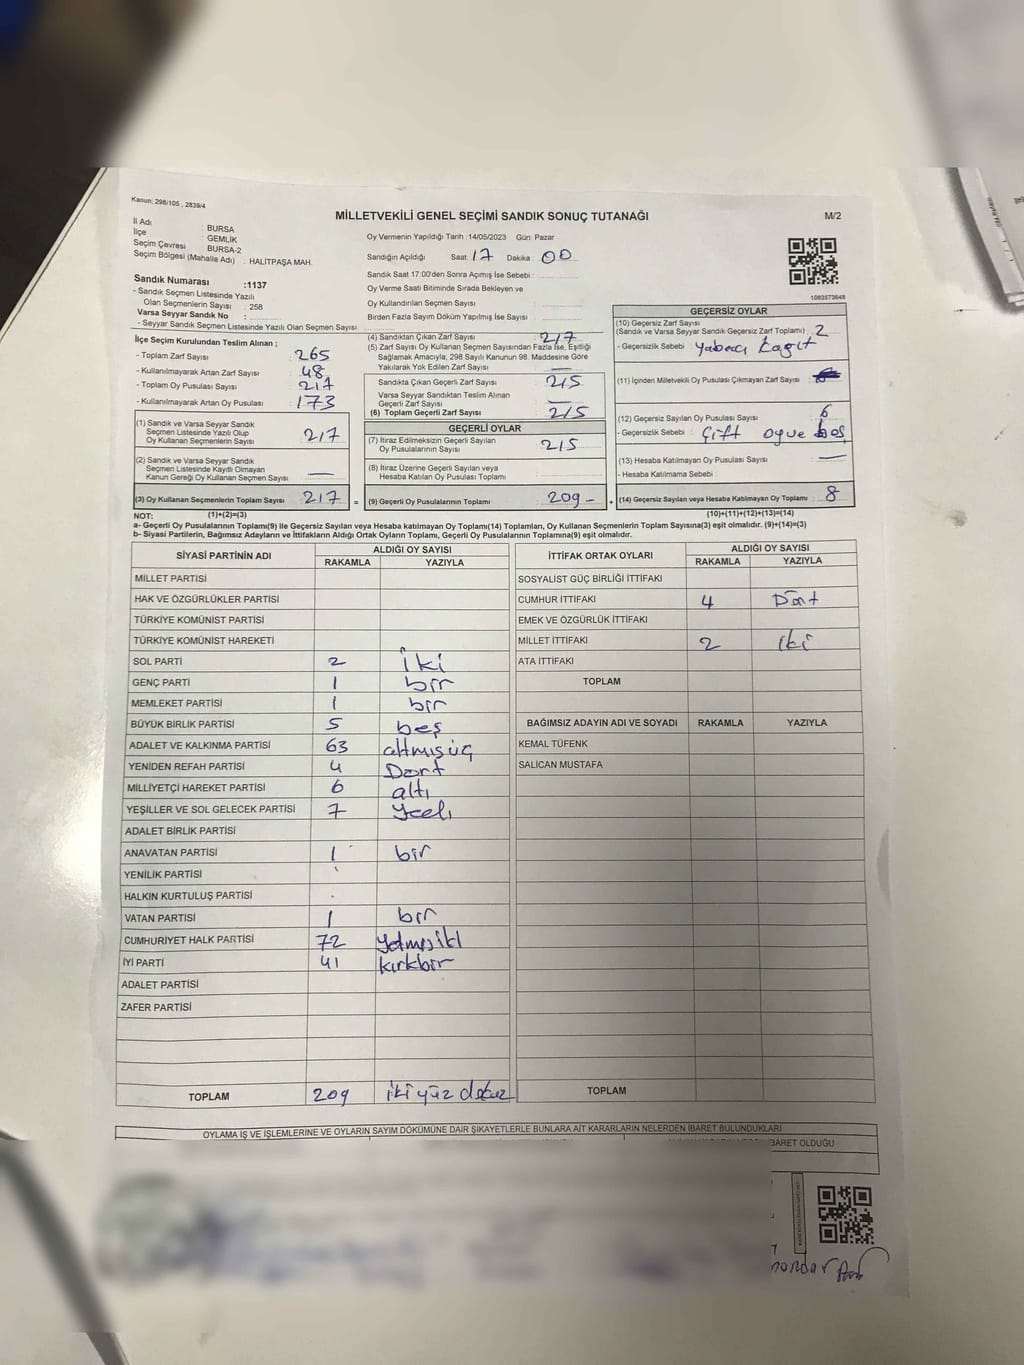 Kanun: 298/105 , 2839/4
MİLLETVEKİLİ GENEL SEÇİMİ SANDIK SONUÇ TUTANAĞI
M/2
İl Adı : BURSA
İlçe : GEMLİK
Seçim Çevresi : BURSA-2
Seçim Bölgesi (Mahalle Adı) : HALİTPAŞA MAH.
Oy Vermenin Yapıldığı Tarih :14/05/2023 Gün: Pazar
Sandığın Açıldığı Saat: 17 Dakika: 00
Sandık Saat 17:00'den Sonra Açımış İse Sebebi :
Oy Verme Saati Bitiminde Sırada Bekleyen ve
Oy Kullandırılan Seçmen Sayısı :
Birden Fazla Sayım Döküm Yapılmış İse Sayısı :
1083573648
Sandık Numarası :1137
- Sandık Seçmen Listesinde Yazılı
Olan Seçmenlerin Sayısı : 258
Varsa Seyyar Sandık No :
- Seyyar Sandık Seçmen Listesinde Yazılı Olan Seçmen Sayısı :
İlçe Seçim Kurulundan Teslim Alınan ;
- Toplam Zarf Sayısı : 265
- Kullanılmayarak Artan Zarf Sayısı : 48
- Toplam Oy Pusulası Sayısı : 217
- Kullanılmayarak Artan Oy Pusulası : 173
(1) Sandık ve Varsa Seyyar Sandık
Seçmen Listesinde Yazılı Olup
Oy Kullanan Seçmenlerin Sayısı : 217
(2) Sandık ve Varsa Seyyar Sandık
Seçmen Listesinde Kayıtlı Olmayan
Kanun Gereği Oy Kullanan Seçmen Sayısı : —
(3) Oy Kullanan Seçmenlerin Toplam Sayısı : 217 =
(1)+(2)=(3)
(4) Sandıktan Çıkan Zarf Sayısı : 217
(5) Zarf Sayısı Oy Kullanan Seçmen Sayısından Fazla İse, Eşitliği
Sağlamak Amacıyla, 298 Sayılı Kanunun 98. Maddesine Göre
Yakılarak Yok Edilen Zarf Sayısı : —
Sandıkta Çıkan Geçerli Zarf Sayısı : 215
Varsa Seyyar Sandıktan Teslim Alınan
Geçerli Zarf Sayısı : —
(6) Toplam Geçerli Zarf Sayısı : 215
GEÇERLİ OYLAR
(7) İtiraz Edilmeksizin Geçerli Sayılan
Oy Pusulasının Sayısı : 215
(8) İtiraz Üzerine Geçerli Sayılan veya
Hesaba Katılan Oy Pusulası Toplamı :
(9) Geçerli Oy Pusulalarının Toplamı : 209 - +
GEÇERSİZ OYLAR
(10) Geçersiz Zarf Sayısı
(Sandık ve Varsa Seyyar Sandık Geçersiz Zarf Toplamı) : 2
- Geçersizlik Sebebi : Yabancı kagıt
(11) İçinden Milletvekili Oy Pusulası Çıkmayan Zarf Sayısı :
(12) Geçersiz Sayılan Oy Pusulası Sayısı : 6
- Geçersizlik Sebebi : Çift oy ve boş
(13) Hesaba Katılmayan Oy Pusulası Sayısı : —
- Hesaba Katılmama Sebebi :
(14) Geçersiz Sayılan veya Hesaba Katılmayan Oy Toplamı : 8
(10)+(11)+(12)+(13)=(14)
NOT:
a- Geçerli Oy Pusulalarının Toplamı(9) ile Geçersiz Sayılan veya Hesaba katılmayan Oy Toplamı(14) Toplamları, Oy Kullanan Seçmenlerin Toplam Sayısına(3) eşit olmalıdır. (9)+(14)=(3)
b- Siyasi Partilerin, Bağımsız Adayların ve İttifakların Aldığı Ortak Oyların Toplamı, Geçerli Oy Pusulalarının Toplamına(9) eşit olmalıdır.
SİYASİ PARTİNİN ADI ALDIĞI OY SAYISI
RAKAMLA YAZIYLA
MİLLET PARTİSİ
HAK VE ÖZGÜRLÜKLER PARTİSİ
TÜRKİYE KOMÜNİST PARTİSİ
TÜRKİYE KOMÜNİST HAREKETİ
SOL PARTİ 2 iki
GENÇ PARTİ 1 bir
MEMLEKET PARTİSİ 1 bir
BÜYÜK BİRLİK PARTİSİ 5 beş
ADALET VE KALKINMA PARTİSİ 63 altmışüç
YENİDEN REFAH PARTİSİ 4 Dört
MİLLİYETÇİ HAREKET PARTİSİ 6 altı
YEŞİLLER VE SOL GELECEK PARTİSİ 7
ADALET BİRLİK PARTİSİ
ANAVATAN PARTİSİ 1 bir
YENİLİK PARTİSİ
HALKIN KURTULUŞ PARTİSİ
VATAN PARTİSİ 1 bir
CUMHURİYET HALK PARTİSİ 72
İYİ PARTİ 41 kırkbir
ADALET PARTİSİ
ZAFER PARTİSİ
TOPLAM 209 iki yüz dokuz
İTTİFAK ORTAK OYLARI ALDIĞI OY SAYISI
RAKAMLA YAZIYLA
SOSYALİST GÜÇ BİRLİĞİ İTTİFAKI
CUMHUR İTTİFAKI 4 Dört
EMEK VE ÖZGÜRLÜK İTTİFAKI
MİLLET İTTİFAKI 2 iki
ATA İTTİFAKI
TOPLAM
BAĞIMSIZ ADAYIN ADI VE SOYADI RAKAMLA YAZIYLA
KEMAL TÜFENK
SALİCAN MUSTAFA
TOPLAM
OYLAMA İŞ VE İŞLEMLERİNE VE OYLARIN SAYIM DÖKÜMÜNE DAİR ŞİKAYETLERLE BUNLARA AİT KARARLARIN NELERDEN İBARET BULUNDUKLARI
BARET OLDUĞU